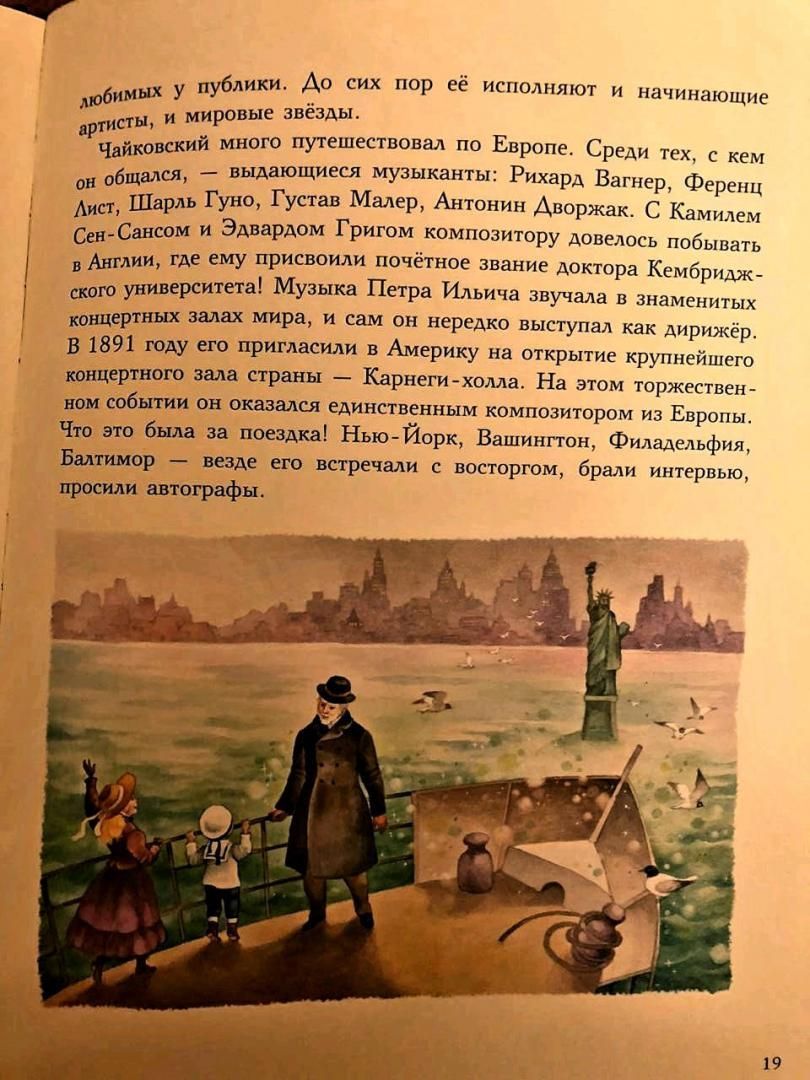 любимых у публики. До сих пор её исполняют и начинающие
артисты, и мировые звёзды.
Чайковский много путешествовал по Европе. Среди тех, с кем
он общался, — выдающиеся музыканты: Рихард Вагнер, Ференц
Лист, Шарль Гуно, Густав Малер, Антонин Дворжак. С Камилем
Сен-Сансом и Эдвардом Григом композитору довелось побывать
в Англии, где ему присвоили почётное звание доктора Кембридж-
ского университета! Музыка Петра Ильича звучала в знаменитых
концертных залах мира, и сам он нередко выступал как дирижёр.
В 1891 году его пригласили в Америку на открытие крупнейшего
концертного зала страны — Карнеги-холла. На этом торжествен-
ном событии он оказался единственным композитором из Европы.
Что это была за поездка! Нью-Йорк, Вашингтон, Филадельфия,
Балтимор — везде его встречали с восторгом, брали интервью,
просили автографы.
19